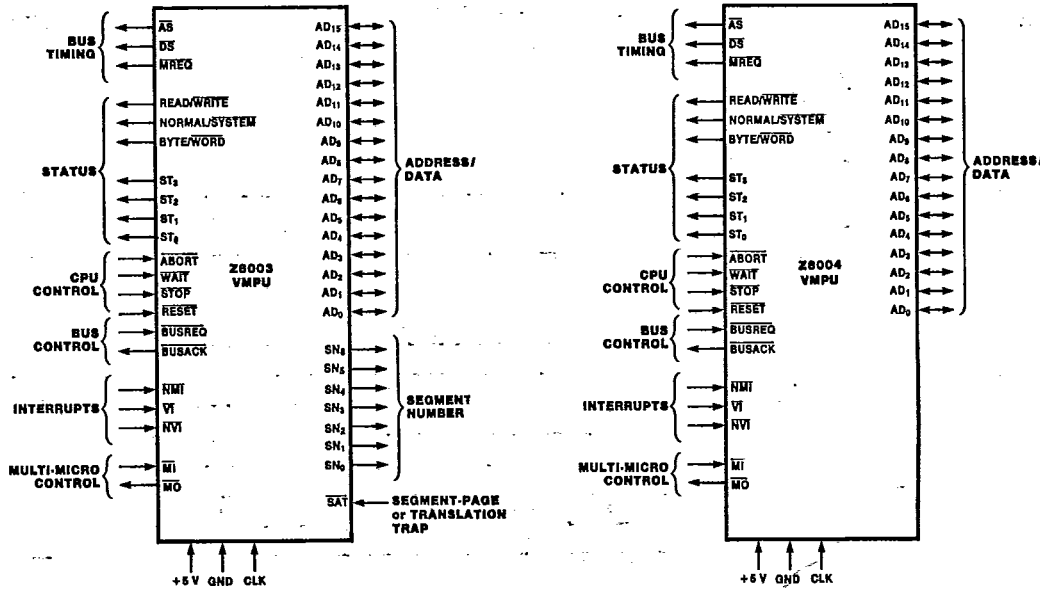 BUS
TIMING
AS
DS
MREQ
STATUS
READ/WRITE
NORMAL/SYSTEM
BYTE/WORD
ST3
ST2
ST1
ST0
CPU
CONTROL
ABORT
WAIT
STOP
RESET
BUS
CONTROL
BUSREQ
BUSACK
INTERRUPTS
NMI
VI
NVI
MULTI-MICRO
CONTROL
MI
MO
Z8003
VMPU
AD15
AD14
AD13
AD12
AD11
AD10
AD9
AD8
AD7
AD6
AD5
AD4
AD3
AD2
AD1
AD0
ADDRESS/
DATA
SN6
SN5
SN4
SN3
SN2
SN1
SN0
SEGMENT
NUMBER
SAT
SEGMENT-PAGE
or TRANSLATION
TRAP
+5 V GND CLK
BUS
TIMING
AS
DS
MREQ
STATUS
READ/WRITE
NORMAL/SYSTEM
BYTE/WORD
ST3
ST2
ST1
ST0
CPU
CONTROL
ABORT
WAIT
STOP
RESET
BUS
CONTROL
BUSREQ
BUSACK
INTERRUPTS
NMI
VI
NVI
MULTI-MICRO
CONTROL
MI
MO
Z8004
VMPU
AD15
AD14
AD13
AD12
AD11
AD10
AD9
AD8
AD7
AD6
AD5
AD4
AD3
AD2
AD1
AD0
ADDRESS/
DATA
+5 V GND CLK